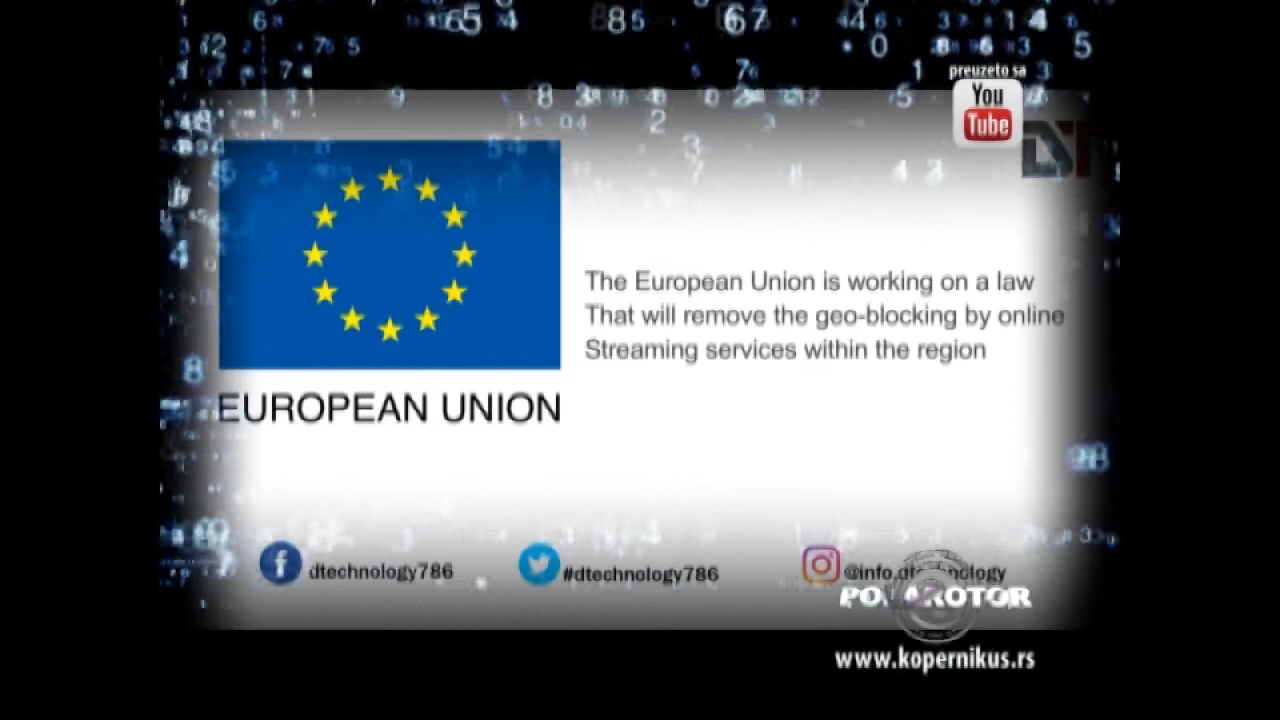 preuzeto sa
You
Tube
The European Union is working on a law
That will remove the geo-blocking by online
Streaming services within the region
EUROPEAN UNION
dtechnology786
#dtechnology786
POLAROTOR
www.kopernikus.rs